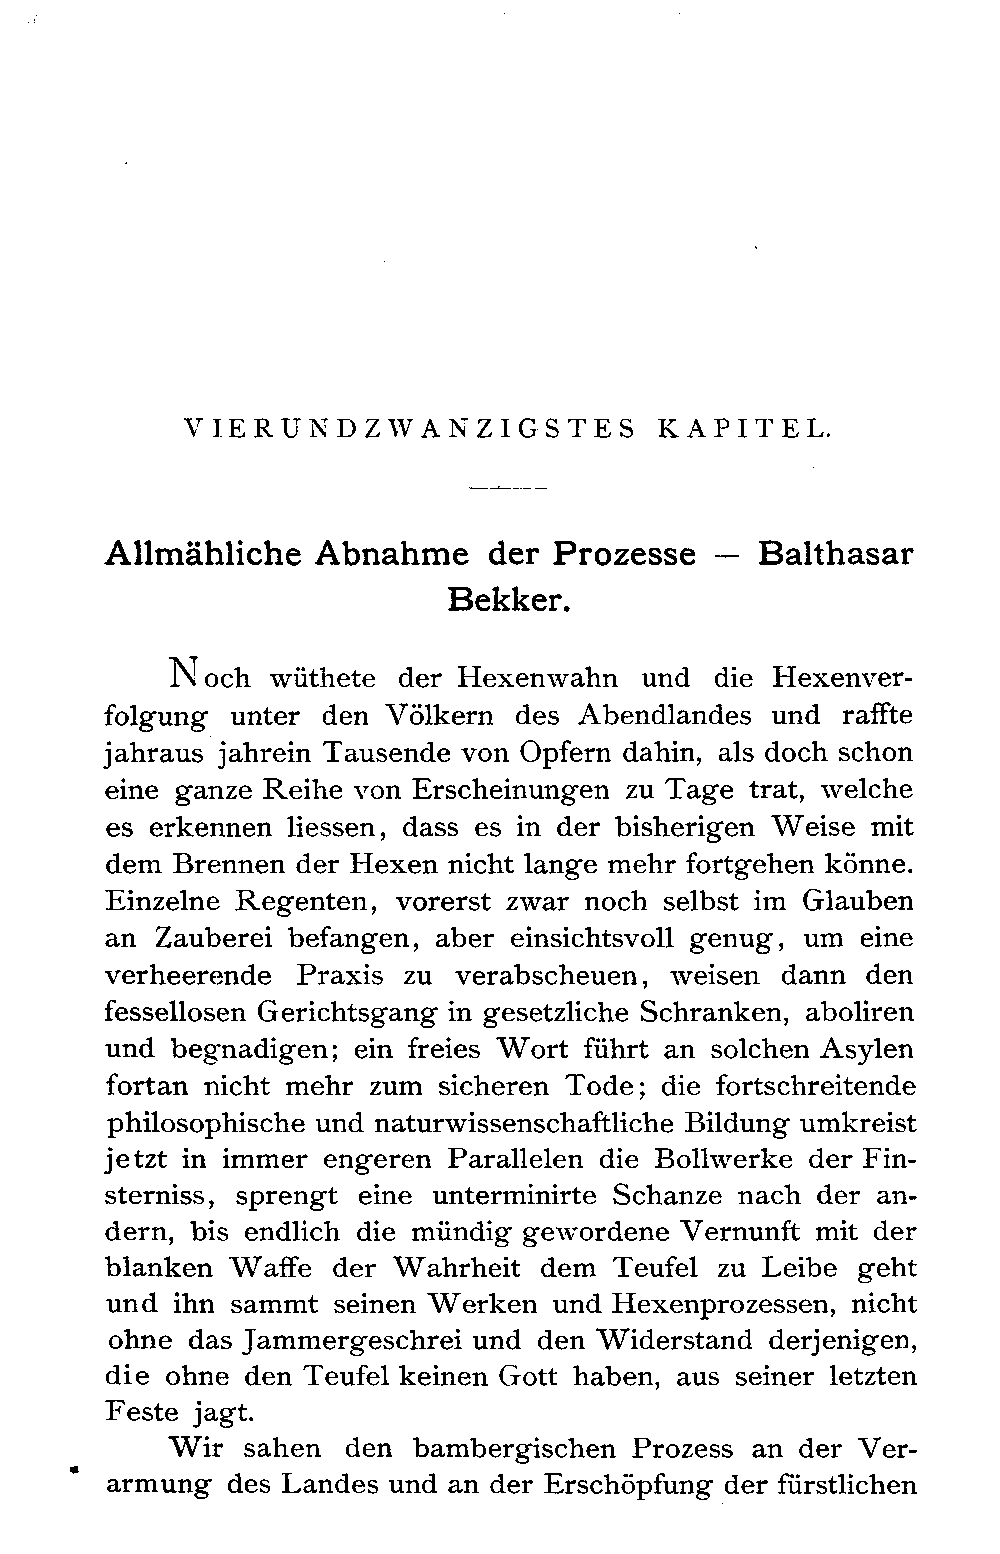 VIERUNDZWANZIGSTES KAPITEL.
Allmähliche Abnahme der Prozesse — Balthasar
Bekker.
Noch wüthete der Hexenwahn und die Hexenver-
folgung unter den Völkern des Abendlandes und raffte
jahraus jahrein Tausende von Opfern dahin, als doch schon
eine ganze Reihe von Erscheinungen zu Tage trat, welche
es erkennen liessen, dass es in der bisherigen Weise mit
dem Brennen der Hexen nicht lange mehr fortgehen könne.
Einzelne Regenten, vorerst zwar noch selbst im Glauben
an Zauberei befangen, aber einsichtsvoll genug, um eine
verheerende Praxis zu verabscheuen, weisen dann den
fessellosen Gerichtsgang in gesetzliche Schranken, aboliren
und begnadigen; ein freies Wort führt an solchen Asylen
fortan nicht mehr zum sicheren Tode; die fortschreitende
philosophische und naturwissenschaftliche Bildung umkreist
jetzt in immer engeren Parallelen die Bollwerke der Fin-
sterniss, sprengt eine unterminirte Schanze nach der an-
dern, bis endlich die mündig gewordene Vernunft mit der
blanken Waffe der Wahrheit dem Teufel zu Leibe geht
und ihn sammt seinen Werken und Hexenprozessen, nicht
ohne das Jammergeschrei und den Widerstand derjenigen,
die ohne den Teufel keinen Gott haben, aus seiner letzten
Feste jagt.
Wir sahen den bambergischen Prozess an der Ver-
armung des Landes und an der Erschöpfung der fürstlichen